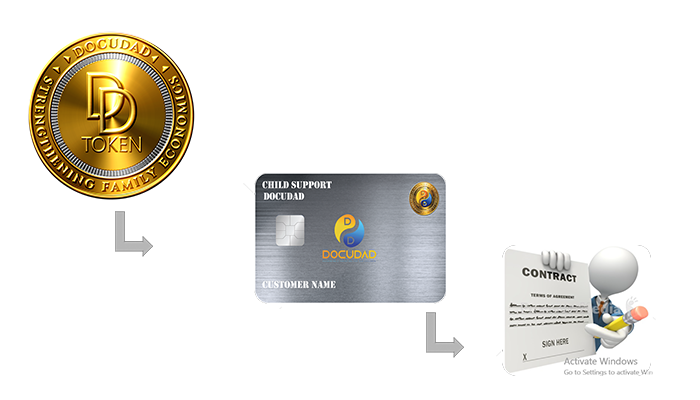 DOCUDAD
STRENGTHENING FAMILY ECONOMICS
DD
TOKEN
CHILD SUPPORT
DOCUDAD
D
D
DOCUDAD
CUSTOMER NAME
CONTRACT
TERMS OF AGREEMENT
SIGN HERE
X
Activate Windows
Go to Settings to activate Win